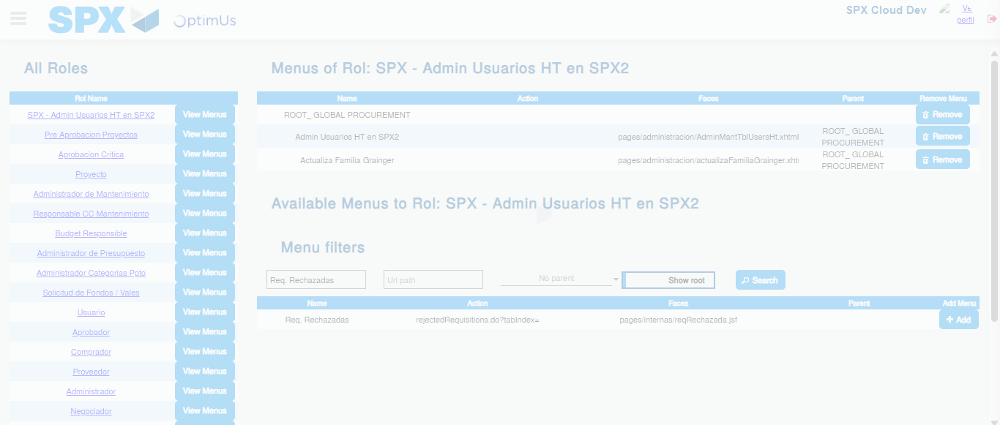 SPX OptimUs
SPX Cloud Dev
Ve
perfil
All Roles
Rol Name
SPX - Admin Usuarios HT en SPX2 View Menus
Pre Aprobacion Proyectos View Menus
Aprobacion Critica View Menus
Proyecto View Menus
Administrador de Mantenimiento View Menus
Responsable CC Mantenimiento View Menus
Budget Responsible View Menus
Administrador de Presupuesto View Menus
Administrador Categorias Ppto View Menus
Solicitud de Fondos / Vales View Menus
Usuario View Menus
Aprobador View Menus
Comprador View Menus
Proveedor View Menus
Administrador View Menus
Negociador View Menus
Menus of Rol: SPX - Admin Usuarios HT en SPX2
Name Action Faces Parent Remove Menu
ROOT_ GLOBAL PROCUREMENT Remove
Admin Usuarios HT en SPX2 pages/administracion/AdminMantTblUsersHt.xhtml ROOT_ GLOBAL
PROCUREMENT Remove
Actualiza Familia Grainger pages/administracion/actualizaFamiliaGrainger.xht ROOT_ GLOBAL
PROCUREMENT Remove
Available Menus to Rol: SPX - Admin Usuarios HT en SPX2
Menu filters
Req. Rechazadas Url path No parent Show root Search
Name Action Faces Parent Add Menu
Req. Rechazadas rejectedRequisitions.do?tabIndex= pages/internas/reqRechazada.jsf + Add